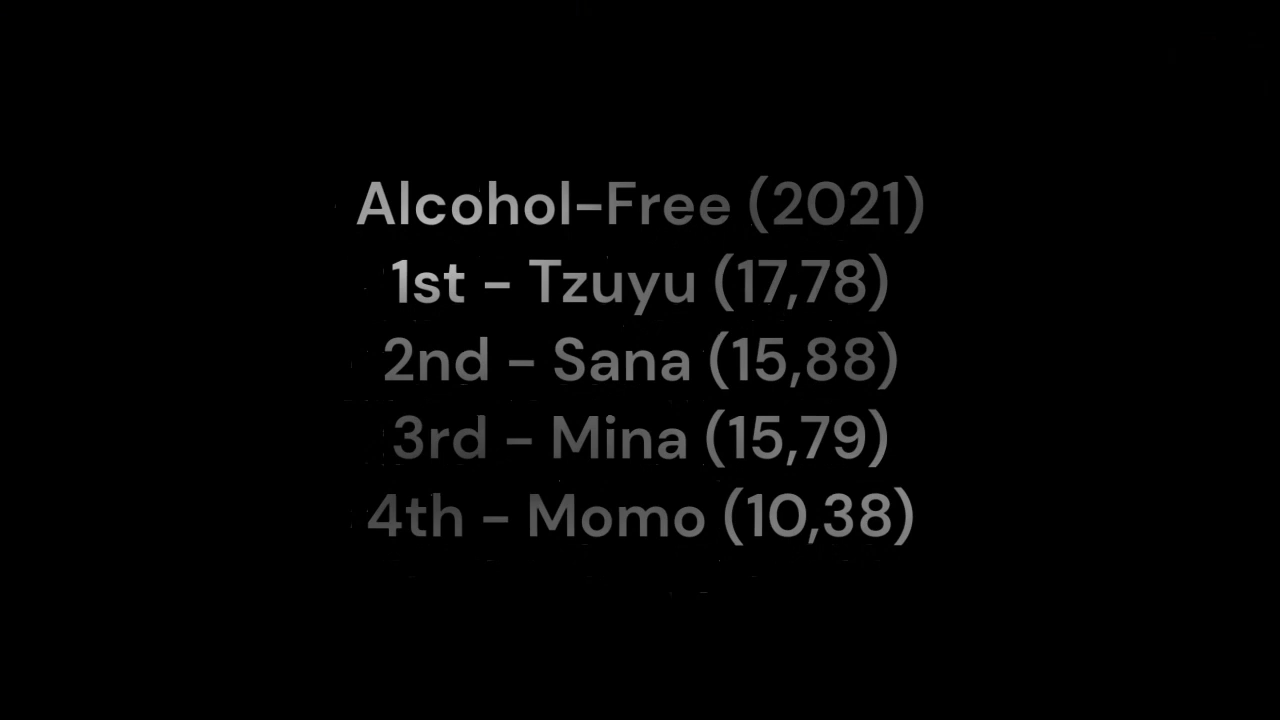 Alcohol-Free (2021)
1st - Tzuyu (17,78)
2nd - Sana (15,88)
3rd - Mina (15,79)
4th - Momo (10,38)